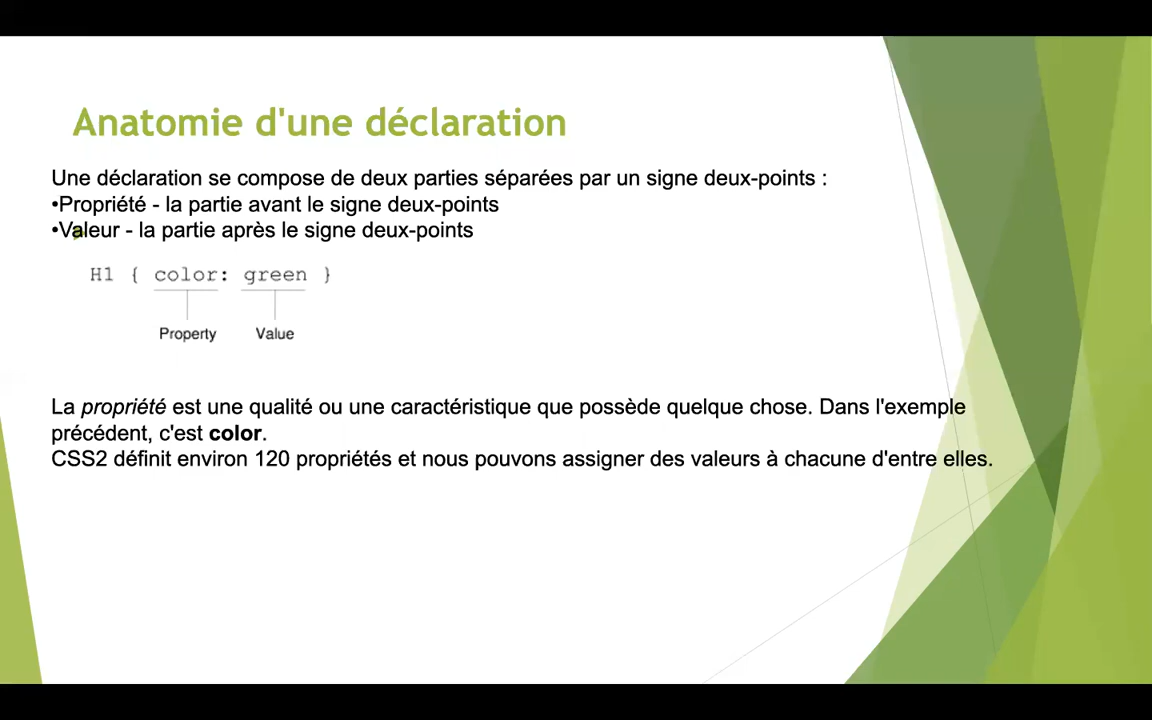 Anatomie d'une déclaration
Une déclaration se compose de deux parties séparées par un signe deux-points :
•Propriété - la partie avant le signe deux-points
•Valeur - la partie après le signe deux-points
H1 { color: green }
Property Value
La propriété est une qualité ou une caractéristique que possède quelque chose. Dans l'exemple
précédent, c'est color.
CSS2 définit environ 120 propriétés et nous pouvons assigner des valeurs à chacune d'entre elles.